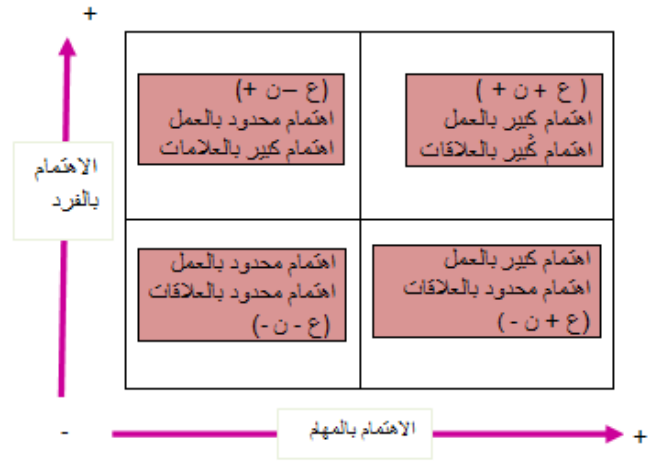 +
( ع + ن + )
اهتمام كبير بالعمل
اهتمام كبير بالعلاقات
(ع – ن +)
اهتمام محدود بالعمل
اهتمام كبير بالعلامات
الاهتمام
بالفرد
اهتمام كبير بالعمل
اهتمام محدود بالعلاقات
(ع + ن - )
اهتمام محدود بالعمل
اهتمام محدود بالعلاقات
(ع - ن -)
-
الاهتمام بالمهام
+